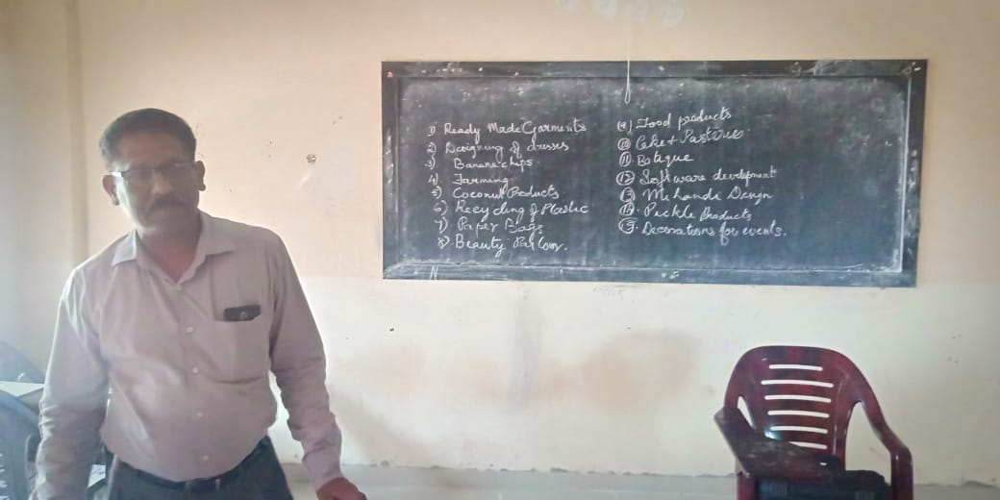 1) Ready Made Garments
2) Designing of dresses
3) Banana chips.
4) Farming
5) Coconut Products
6) Recycling of Plastic
7) Paper Bags
8). Beauty Parlour.
(9) Food products
(10) Cake & Pasteries
(11) Botique
(12) Software development
(13) Mehandi Design
(14). Pickle Products
(15). Decorations for events.